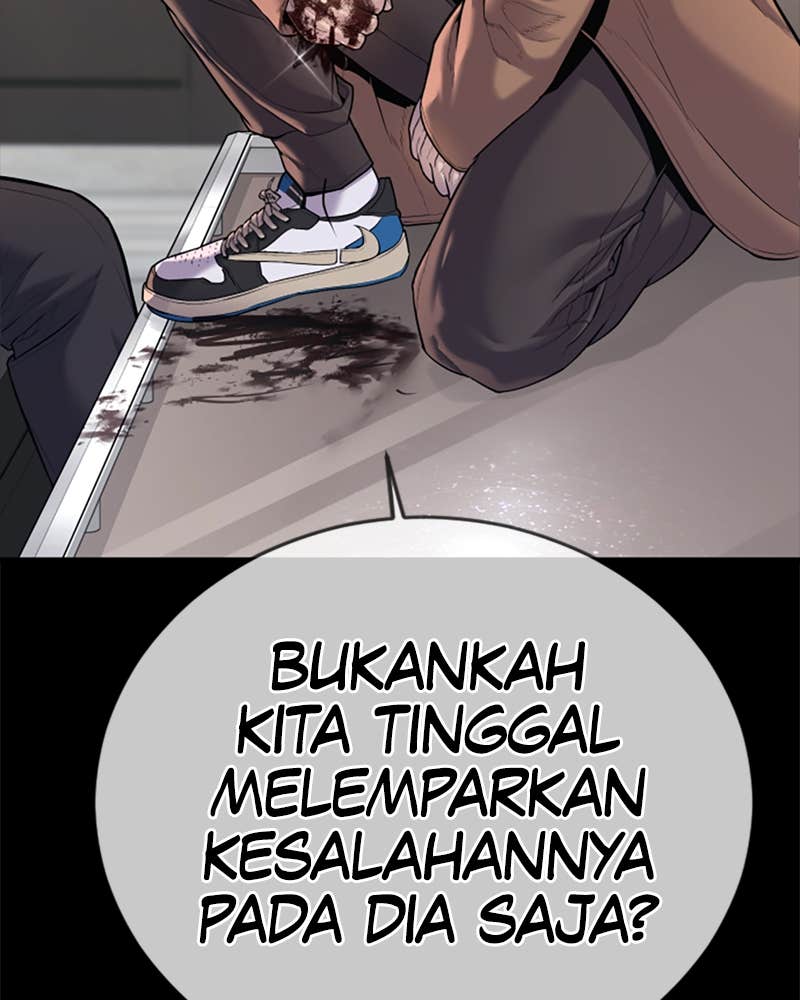 BUKANKAH
KITA TINGGAL
MELEMPARKAN
KESALAHANNYA
PADA DIA SAJA?